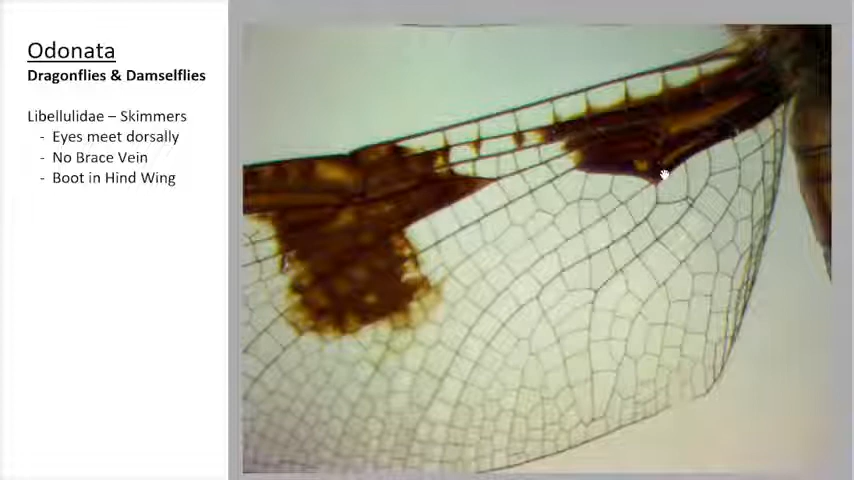 Odonata
Dragonflies & Damselflies
Libellulidae – Skimmers
- Eyes meet dorsally
- No Brace Vein
- Boot in Hind Wing